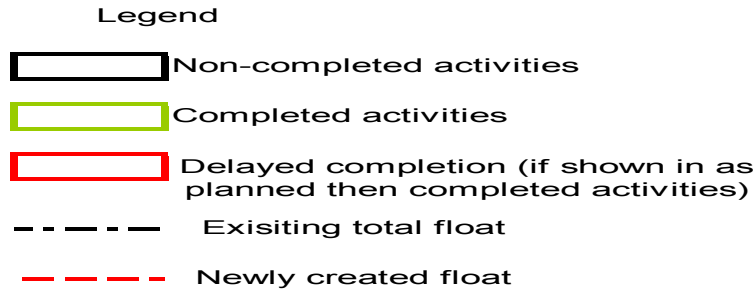 Legend
Non-completed activities
Completed activities
Delayed completion (if shown in as
planned then completed activities)
Exisiting total float
Newly created float